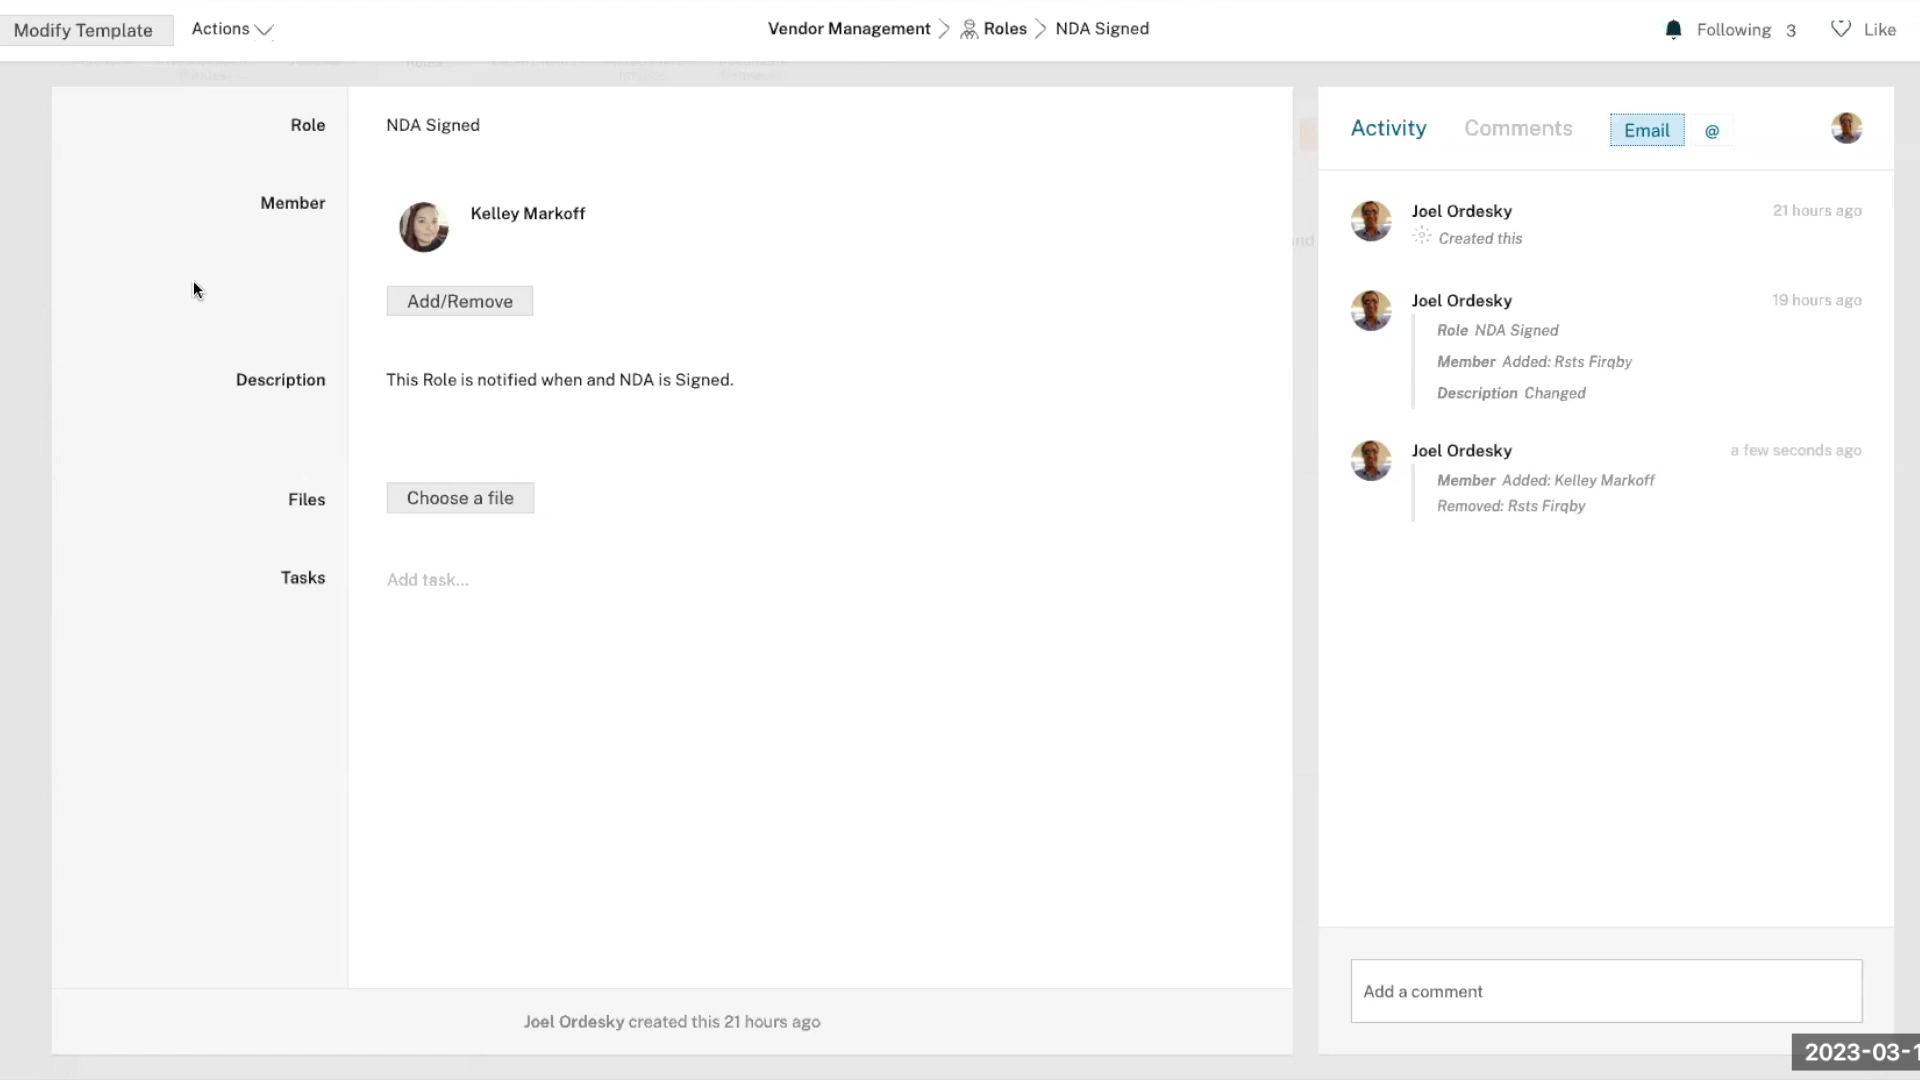 Modify Template
Actions
Vendor Management
Roles
NDA Signed
Following 3
Like
Role
NDA Signed
Member
Kelley Markoff
Add/Remove
Description
This Role is notified when and NDA is Signed.
Files
Choose a file
Tasks
Add task...
Joel Ordesky created this 21 hours ago
Activity
Comments
Email
@
Joel Ordesky
21 hours ago
Created this
Joel Ordesky
19 hours ago
Role NDA Signed
Member Added: Rsts Firqby
Description Changed
Joel Ordesky
a few seconds ago
Member Added: Kelley Markoff
Removed: Rsts Firqby
Add a comment
2023-03-1